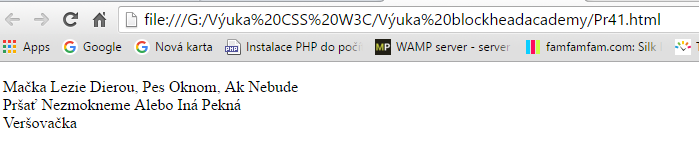 file:///G:/Výuka%20CSS%20W3C/Výuka%20blockheadacademy/Pr41.html
Apps Google Nová karta Instalace PHP do poči WAMP server - server famfamfam.com: Silk I T
Mačka Lezie Dierou, Pes Oknom, Ak Nebude
Pršať Nezmokneme Alebo Iná Pekná
Veršovačka